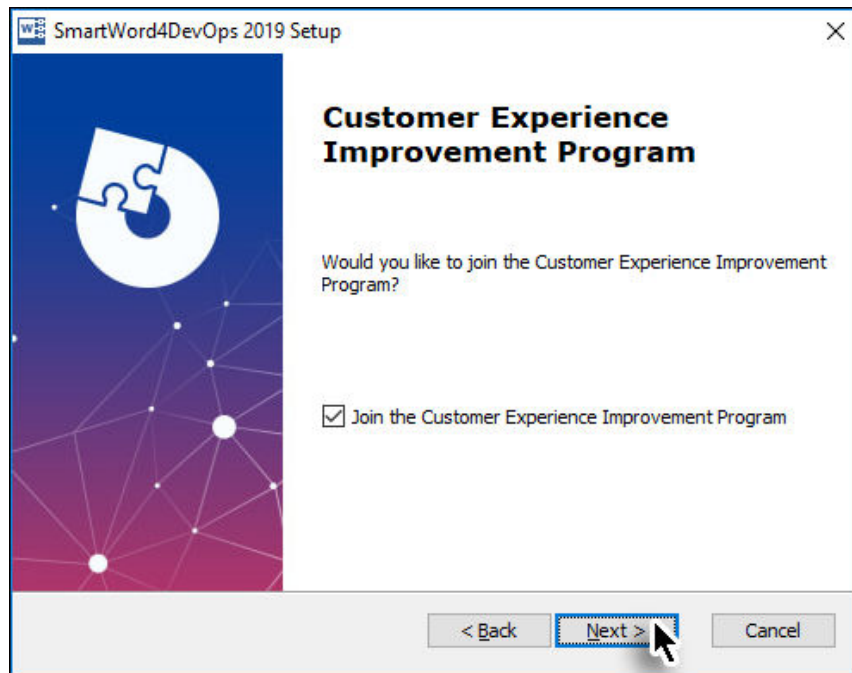 SmartWord4DevOps 2019 Setup
Customer Experience
Improvement Program
Would you like to join the Customer Experience Improvement
Program?
Join the Customer Experience Improvement Program
< Back
Next >
Cancel